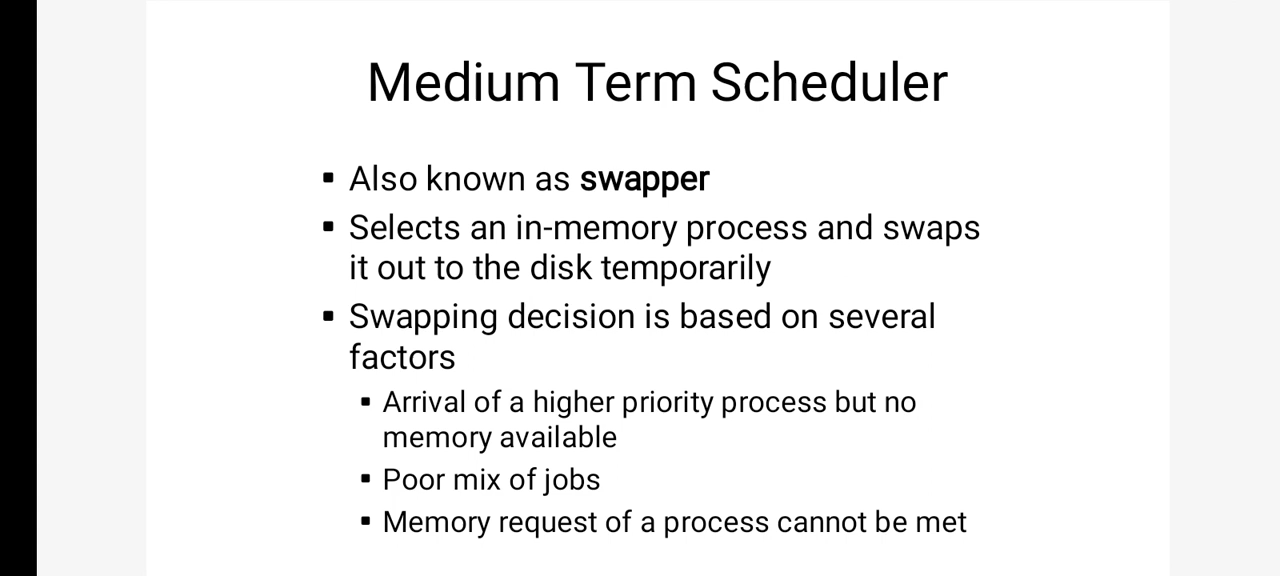 Medium Term Scheduler
▪ Also known as swapper
▪ Selects an in-memory process and swaps
it out to the disk temporarily
▪ Swapping decision is based on several
factors
▪ Arrival of a higher priority process but no
memory available
▪ Poor mix of jobs
▪ Memory request of a process cannot be met